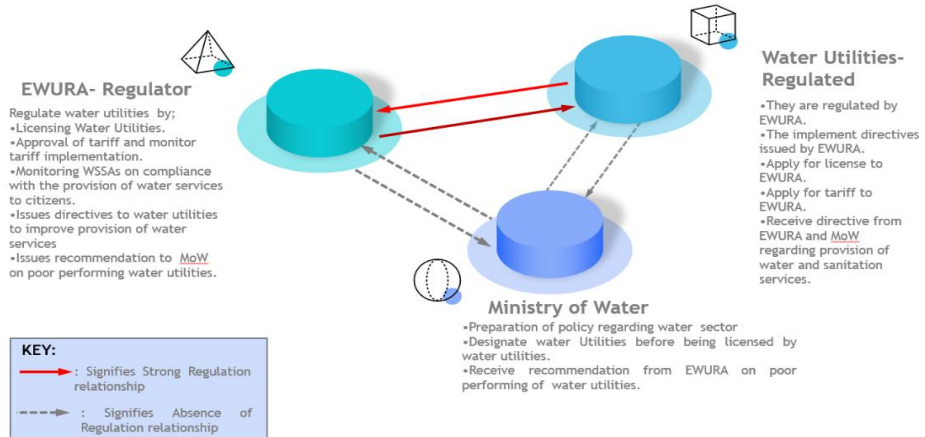 EWURA- Regulator
Regulate water utilities by;
•Licensing Water Utilities.
•Approval of tariff and monitor
tariff implementation.
•Monitoring WSSAs on compliance
with the provision of water services
to citizens.
•Issues directives to water utilities
to improve provision of water
services
•Issues recommendation to MoW
on poor performing water utilities.
Water Utilities-
Regulated
•They are regulated by
EWURA.
•The implement directives
issued by EWURA.
•Apply for license to
EWURA.
•Apply for tariff to
EWURA.
•Receive directive from
EWURA and MoW
regarding provision of
water and sanitation
services.
Ministry of Water
•Preparation of policy regarding water sector
•Designate water Utilities before being licensed by
water utilities.
•Receive recommendation from EWURA on poor
performing of water utilities.
KEY:
: Signifies Strong Regulation
relationship
: Signifies Absence of
Regulation relationship